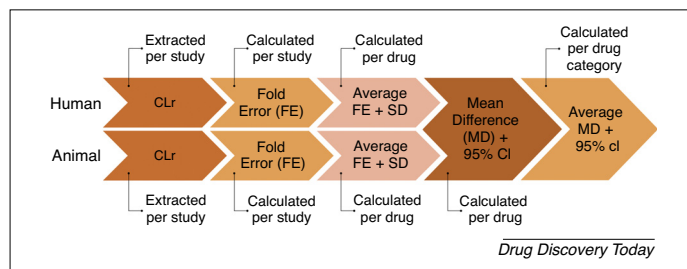 Extracted
per study
Calculated
per study
Calculated
per drug
Calculated
per drug
category
Human
CLr
Fold
Error (FE)
Average
FE + SD
Mean
Difference
(MD) +
95% CI
Average
MD +
95% cl
Animal
CLr
Fold
Error (FE)
Average
FE + SD
Extracted
per study
Calculated
per study
Calculated
per drug
Calculated
per drug
Drug Discovery Today